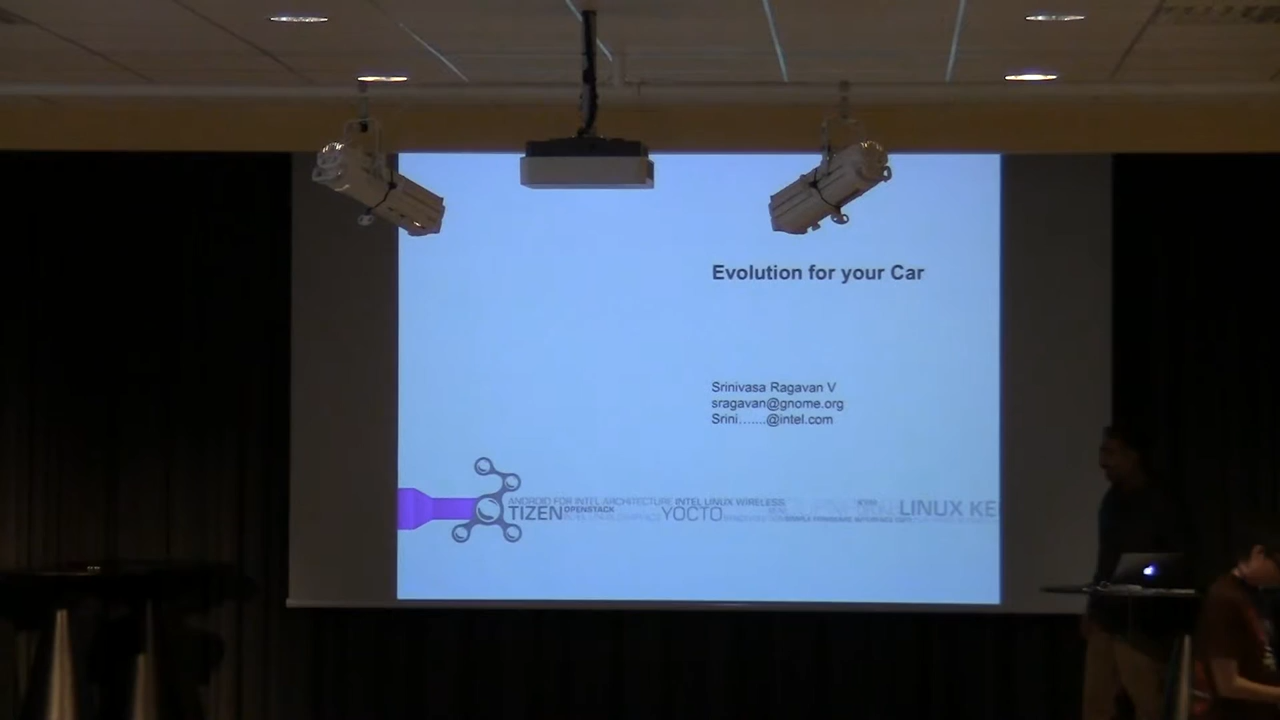 Evolution for your Car
Srinivasa Ragavan V
sragavan@gnome.org
Srini.......@intel.com
ANDROID FOR INTEL ARCHITECTURE INTEL LINUX WIRELESS
TIZEN OPENSTACK YOCTO LINUX KE